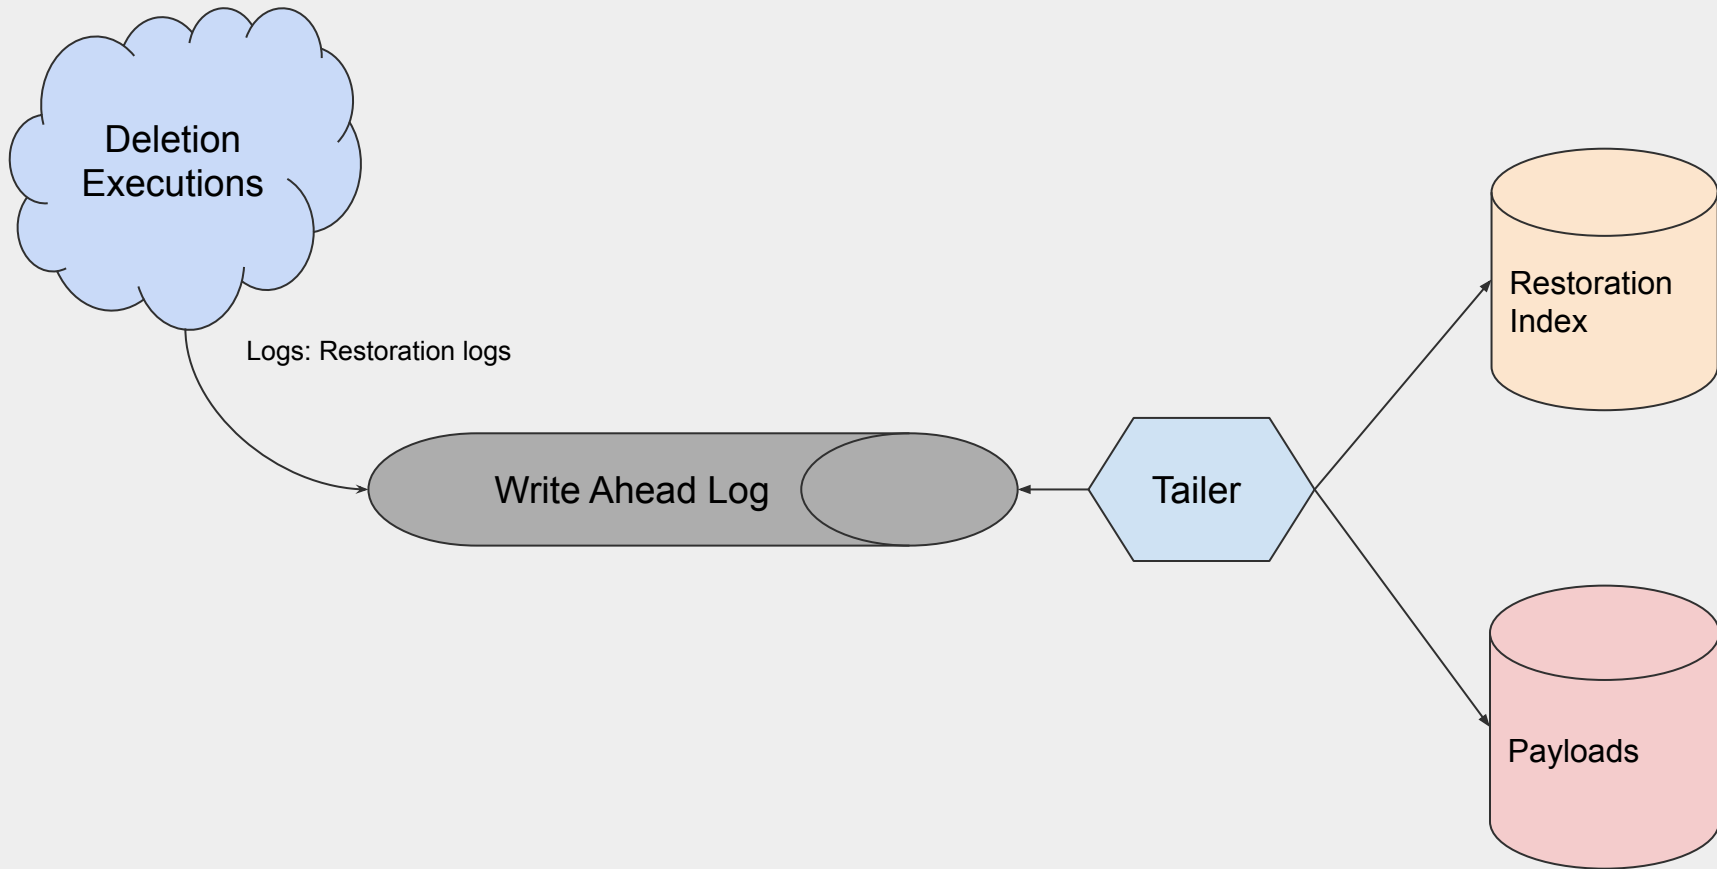 Deletion
Executions
Logs: Restoration logs
Write Ahead Log
Tailer
Restoration
Index
Payloads